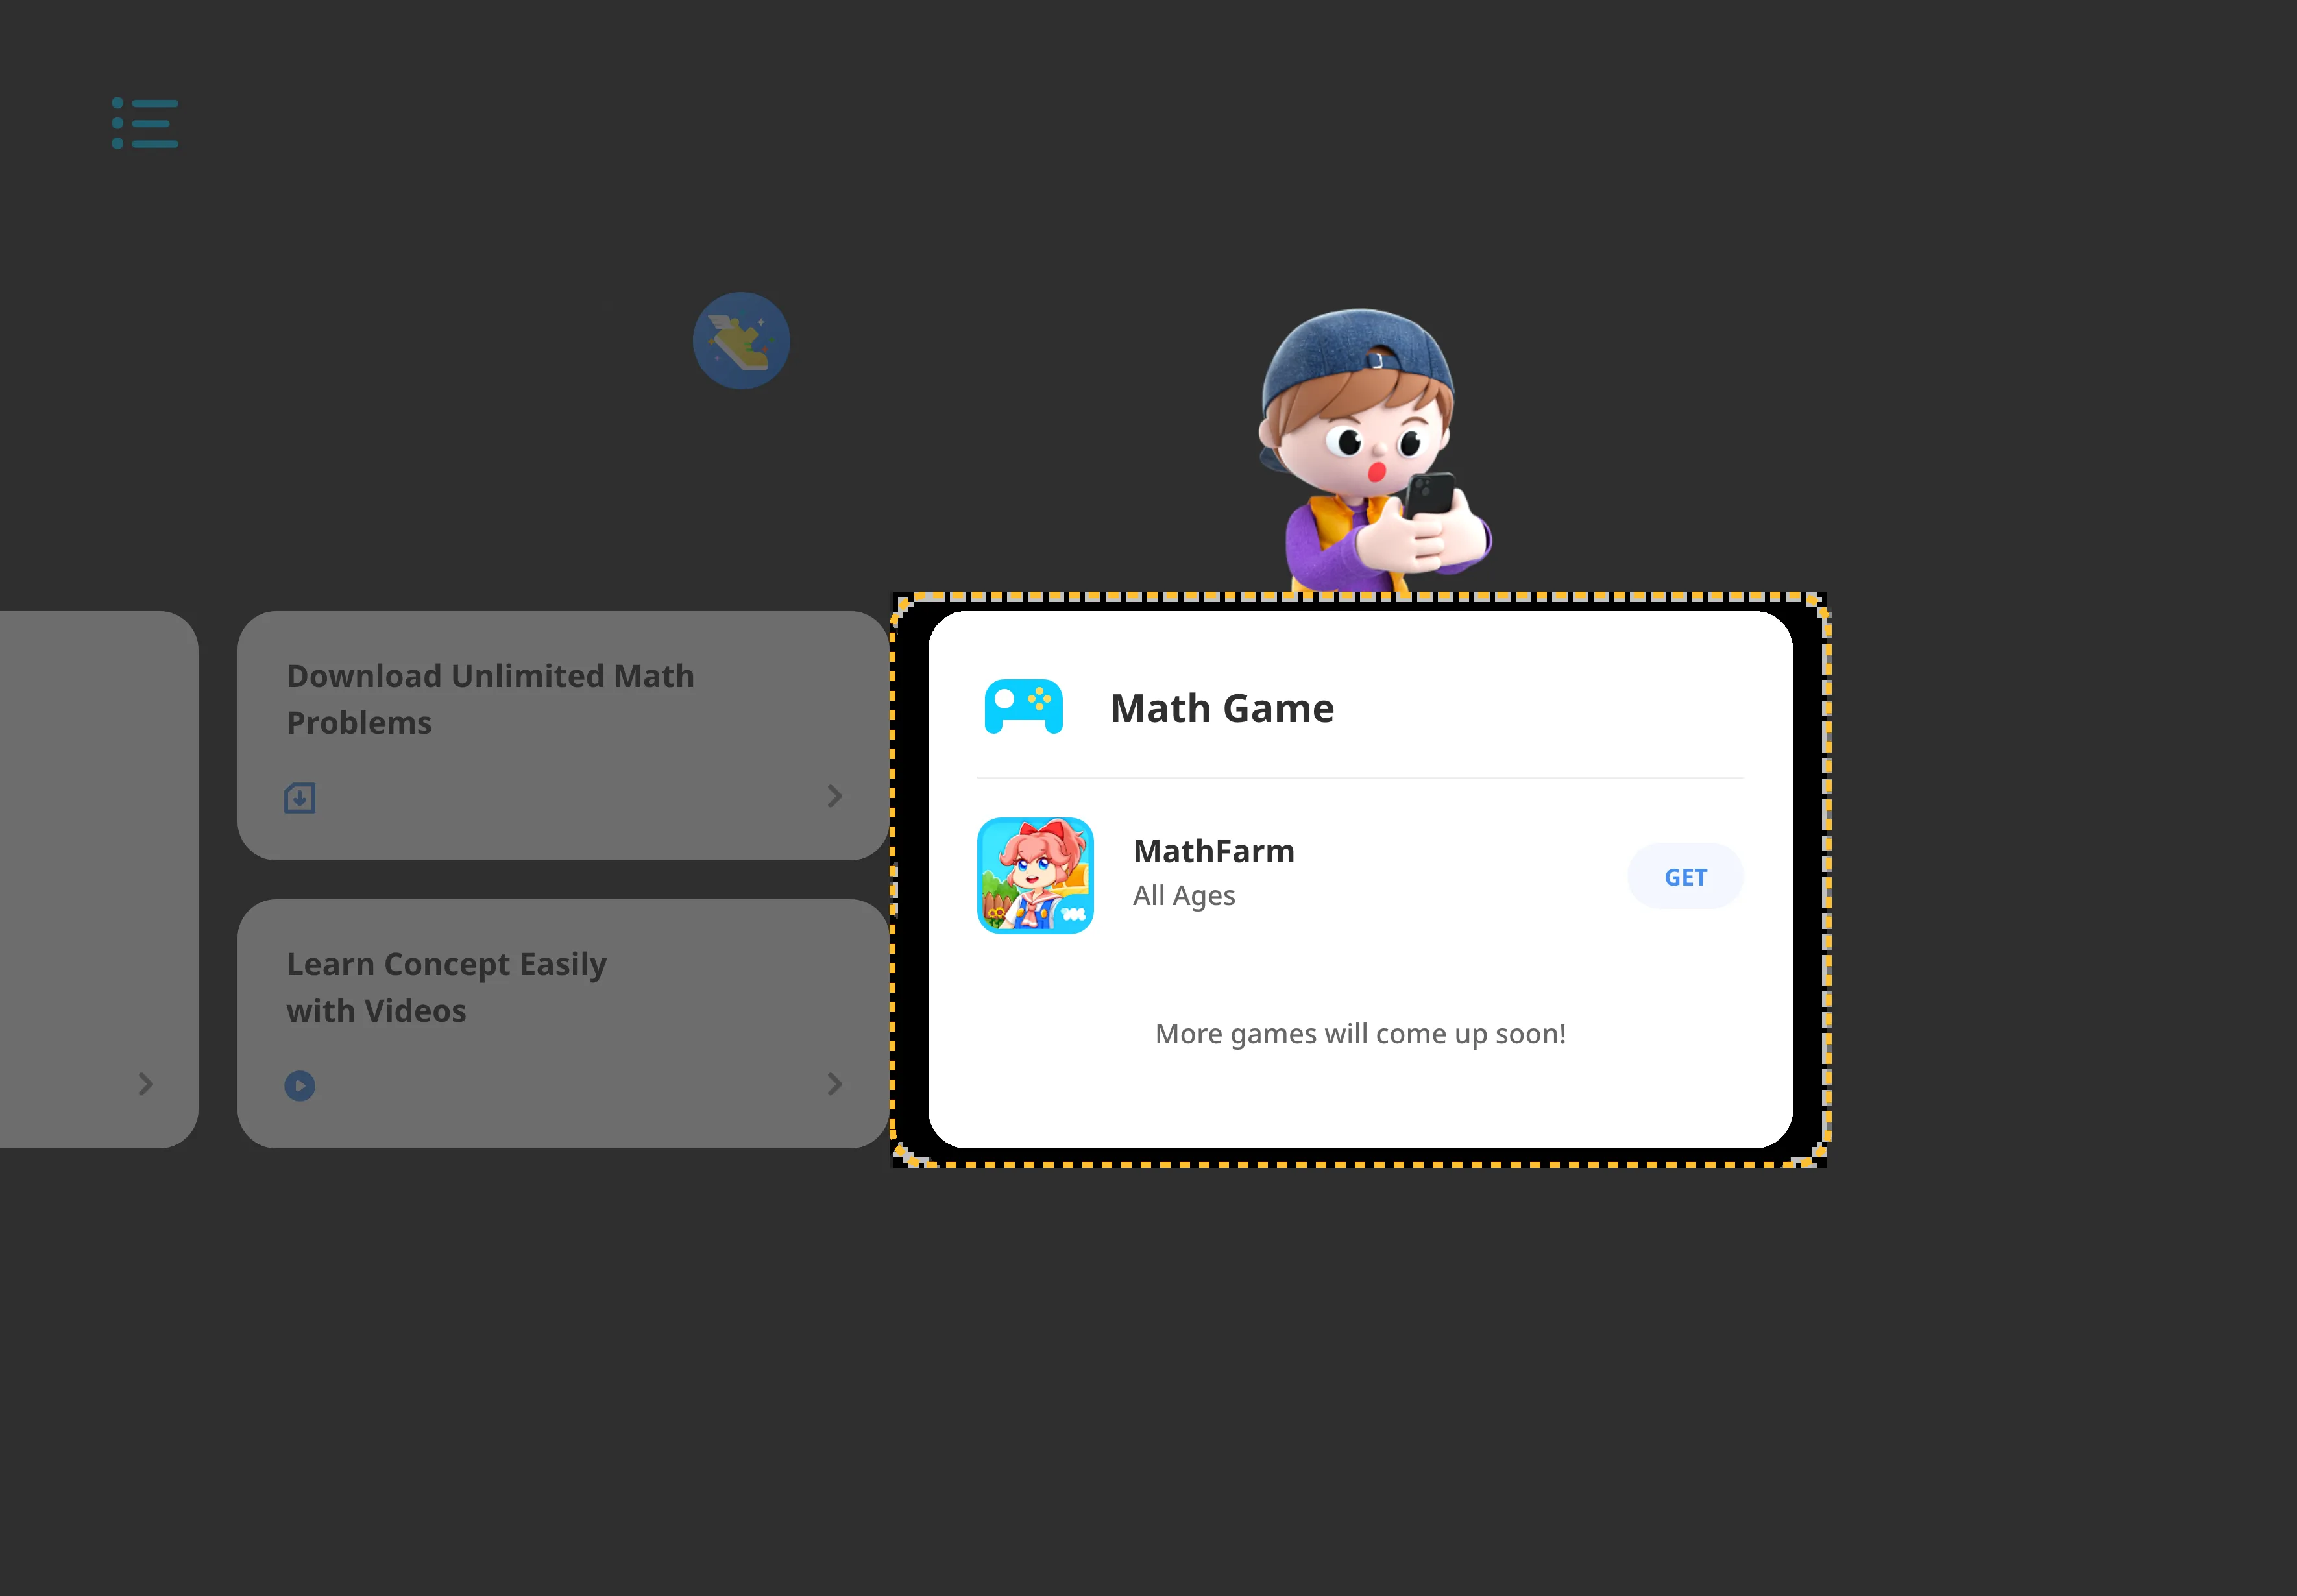 Download Unlimited Math
Problems
Learn Concept Easily
with Videos
Math Game
MathFarm
All Ages
GET
More games will come up soon!